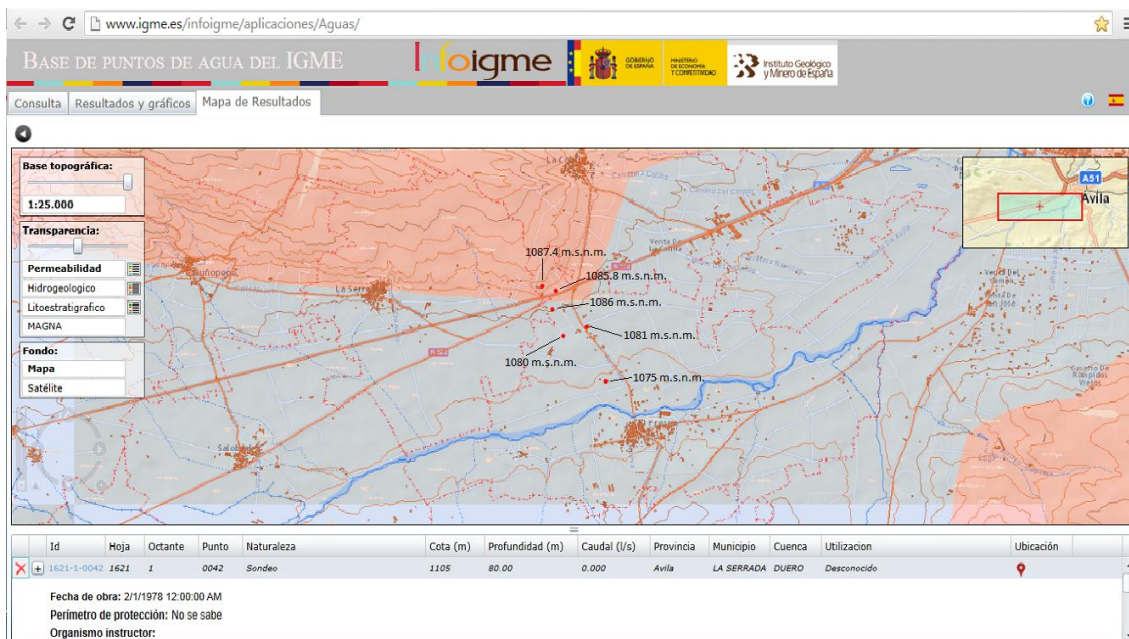 www.igme.es/infoigme/aplicaciones/Aguas/
BASE DE PUNTOS DE AGUA DEL IGME
Infoigme
GOBIERNO DE ESPAÑA
MINISTERIO DE ECONOMÍA Y COMPETITIVIDAD
Instituto Geológico y Minero de España
Consulta Resultados y gráficos Mapa de Resultados
Base topográfica:
1:25.000
Transparencia:
Permeabilidad
Hidrogeologico
Litoestratigrafico
MAGNA
Fondo:
Mapa
Satélite
A51
Ávila
1087.4 m.s.n.m.
1085.8 m.s.n.m.
1086 m.s.n.m.
1081 m.s.n.m.
1080 m.s.n.m.
1075 m.s.n.m.
La Serra
Id Hoja Octante Punto Naturaleza Cota (m) Profundidad (m) Caudal (l/s) Provincia Municipio Cuenca Utilizacion Ubicación
1621-1-0042 1621 1 0042 Sondeo 1105 80.00 0.000 Avila LA SERRADA DUERO Desconocido
Fecha de obra: 2/1/1978 12:00:00 AM
Perímetro de protección: No se sabe
Organismo instructor: